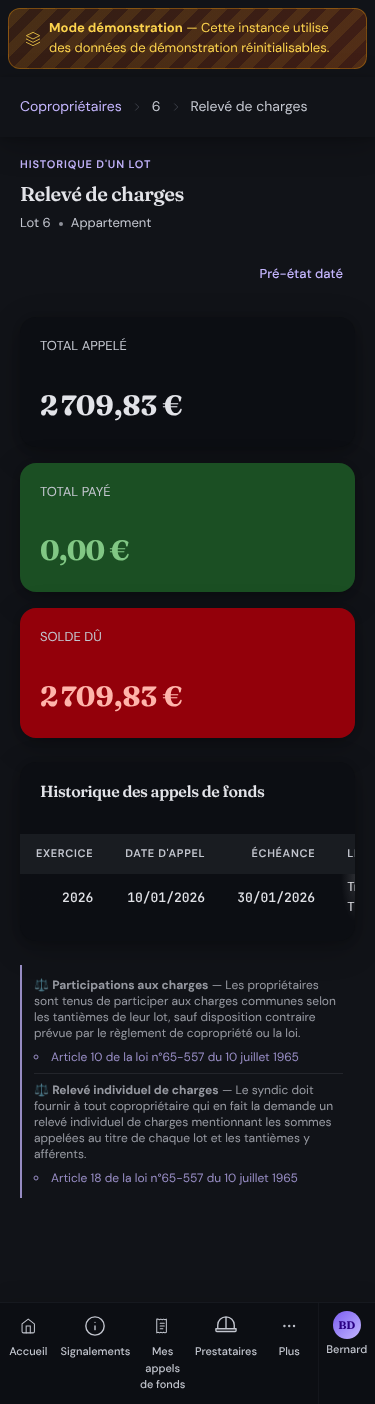 Mode démonstration — Cette instance utilise
des données de démonstration réinitialisables.
Copropriétaires > 6 > Relevé de charges
HISTORIQUE D'UN LOT
Relevé de charges
Lot 6 • Appartement
Pré-état daté
TOTAL APPELÉ
2 709,83 €
TOTAL PAYÉ
0,00 €
SOLDE DÛ
2 709,83 €
Historique des appels de fonds
EXERCICE DATE D'APPEL ÉCHÉANCE
2026 10/01/2026 30/01/2026
⚖️ Participations aux charges — Les propriétaires
sont tenus de participer aux charges communes selon
les tantièmes de leur lot, sauf disposition contraire
prévue par le règlement de copropriété ou la loi.
Article 10 de la loi n°65-557 du 10 juillet 1965
⚖️ Relevé individuel de charges — Le syndic doit
fournir à tout copropriétaire qui en fait la demande un
relevé individuel de charges mentionnant les sommes
appelées au titre de chaque lot et les tantièmes y
afférents.
Article 18 de la loi n°65-557 du 10 juillet 1965
Accueil
Signalements
Mes
appels
de fonds
Prestataires
Plus
BD
Bernard